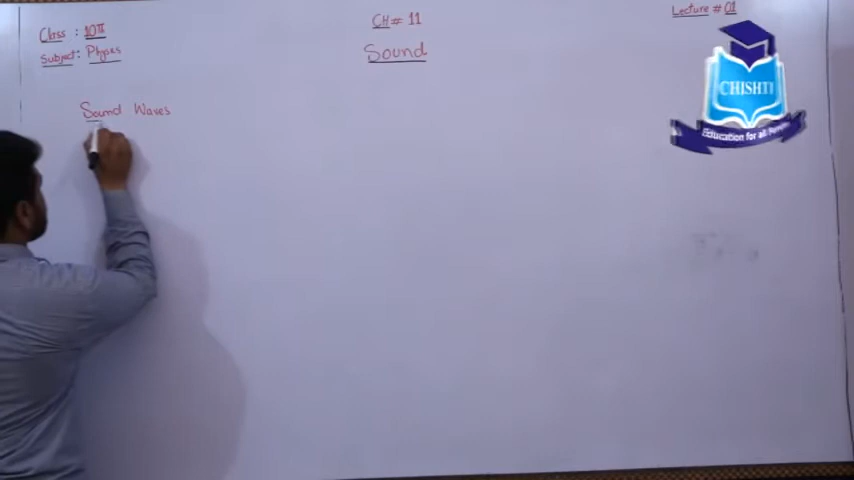 Class : 10TH
Subject : Physics
CH # 11
Sound
Lecture # 01
CHISHTI
Education for all
Sound Waves